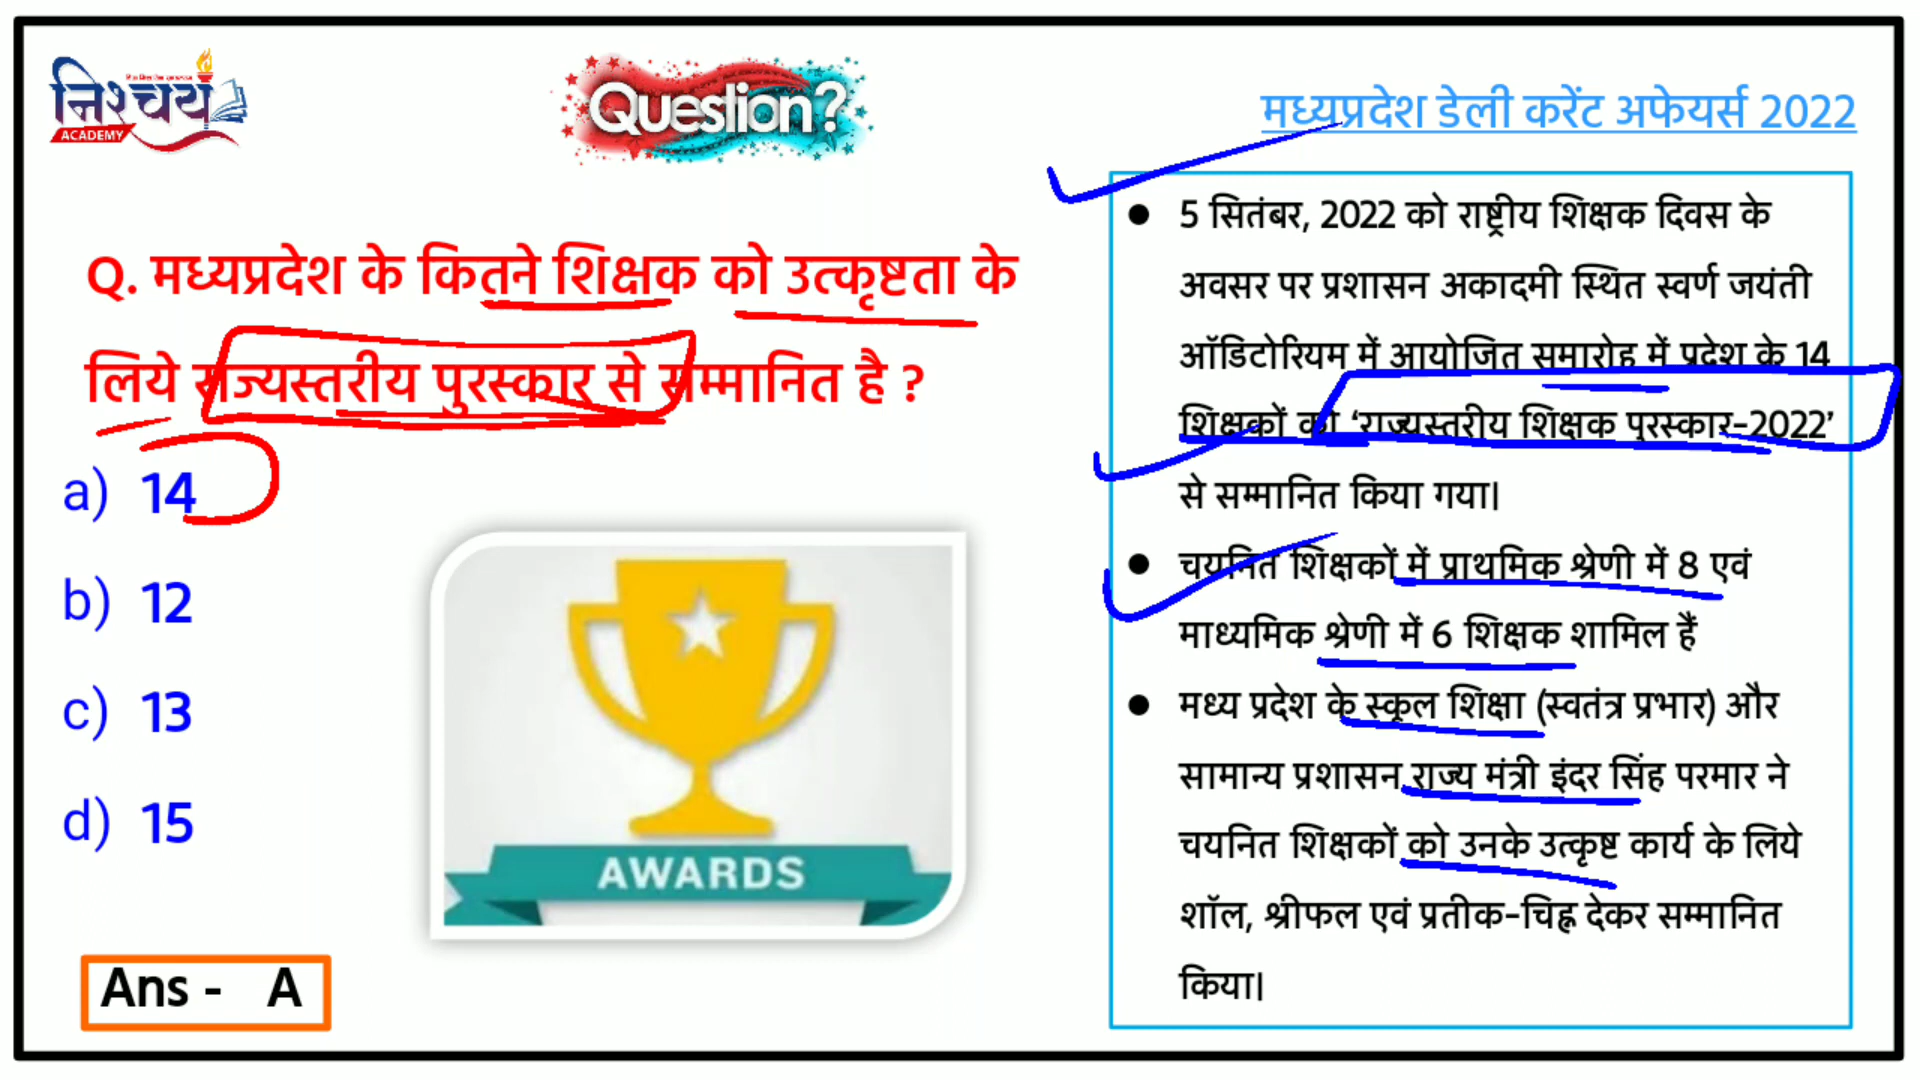 निश्चय
ACADEMY
Question?
मध्यप्रदेश डेली करेंट अफेयर्स 2022
Q. मध्यप्रदेश के कितने शिक्षक को उत्कृष्टता के
लिये राज्यस्तरीय पुरस्कार से सम्मानित है ?
a) 14
b) 12
c) 13
d) 15
AWARDS
Ans - A
● 5 सितंबर, 2022 को राष्ट्रीय शिक्षक दिवस के
अवसर पर प्रशासन अकादमी स्थित स्वर्ण जयंती
ऑडिटोरियम में आयोजित समारोह में प्रदेश के 14
शिक्षकों को ‘राज्यस्तरीय शिक्षक पुरस्कार-2022’
से सम्मानित किया गया।
● चयनित शिक्षकों में प्राथमिक श्रेणी में 8 एवं
माध्यमिक श्रेणी में 6 शिक्षक शामिल हैं
● मध्य प्रदेश के स्कूल शिक्षा (स्वतंत्र प्रभार) और
सामान्य प्रशासन राज्य मंत्री इंदर सिंह परमार ने
चयनित शिक्षकों को उनके उत्कृष्ट कार्य के लिये
शॉल, श्रीफल एवं प्रतीक-चिह्न देकर सम्मानित
किया।